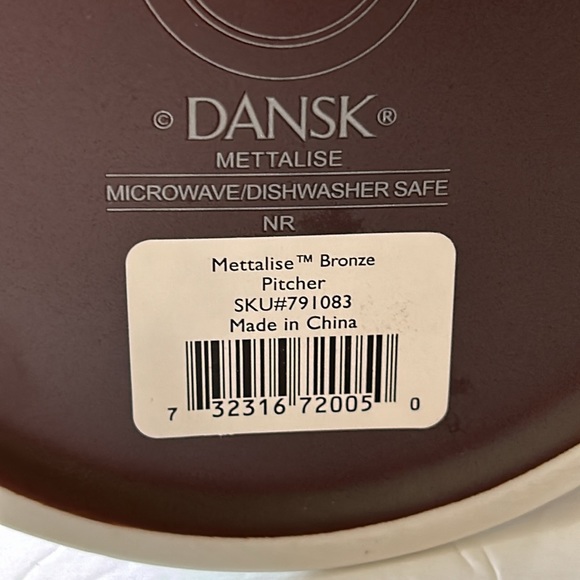 © DANSK ®
METTALISE
MICROWAVE/DISHWASHER SAFE
NR
Mettalise™ Bronze
Pitcher
SKU#791083
Made in China
7 32316 72005 0